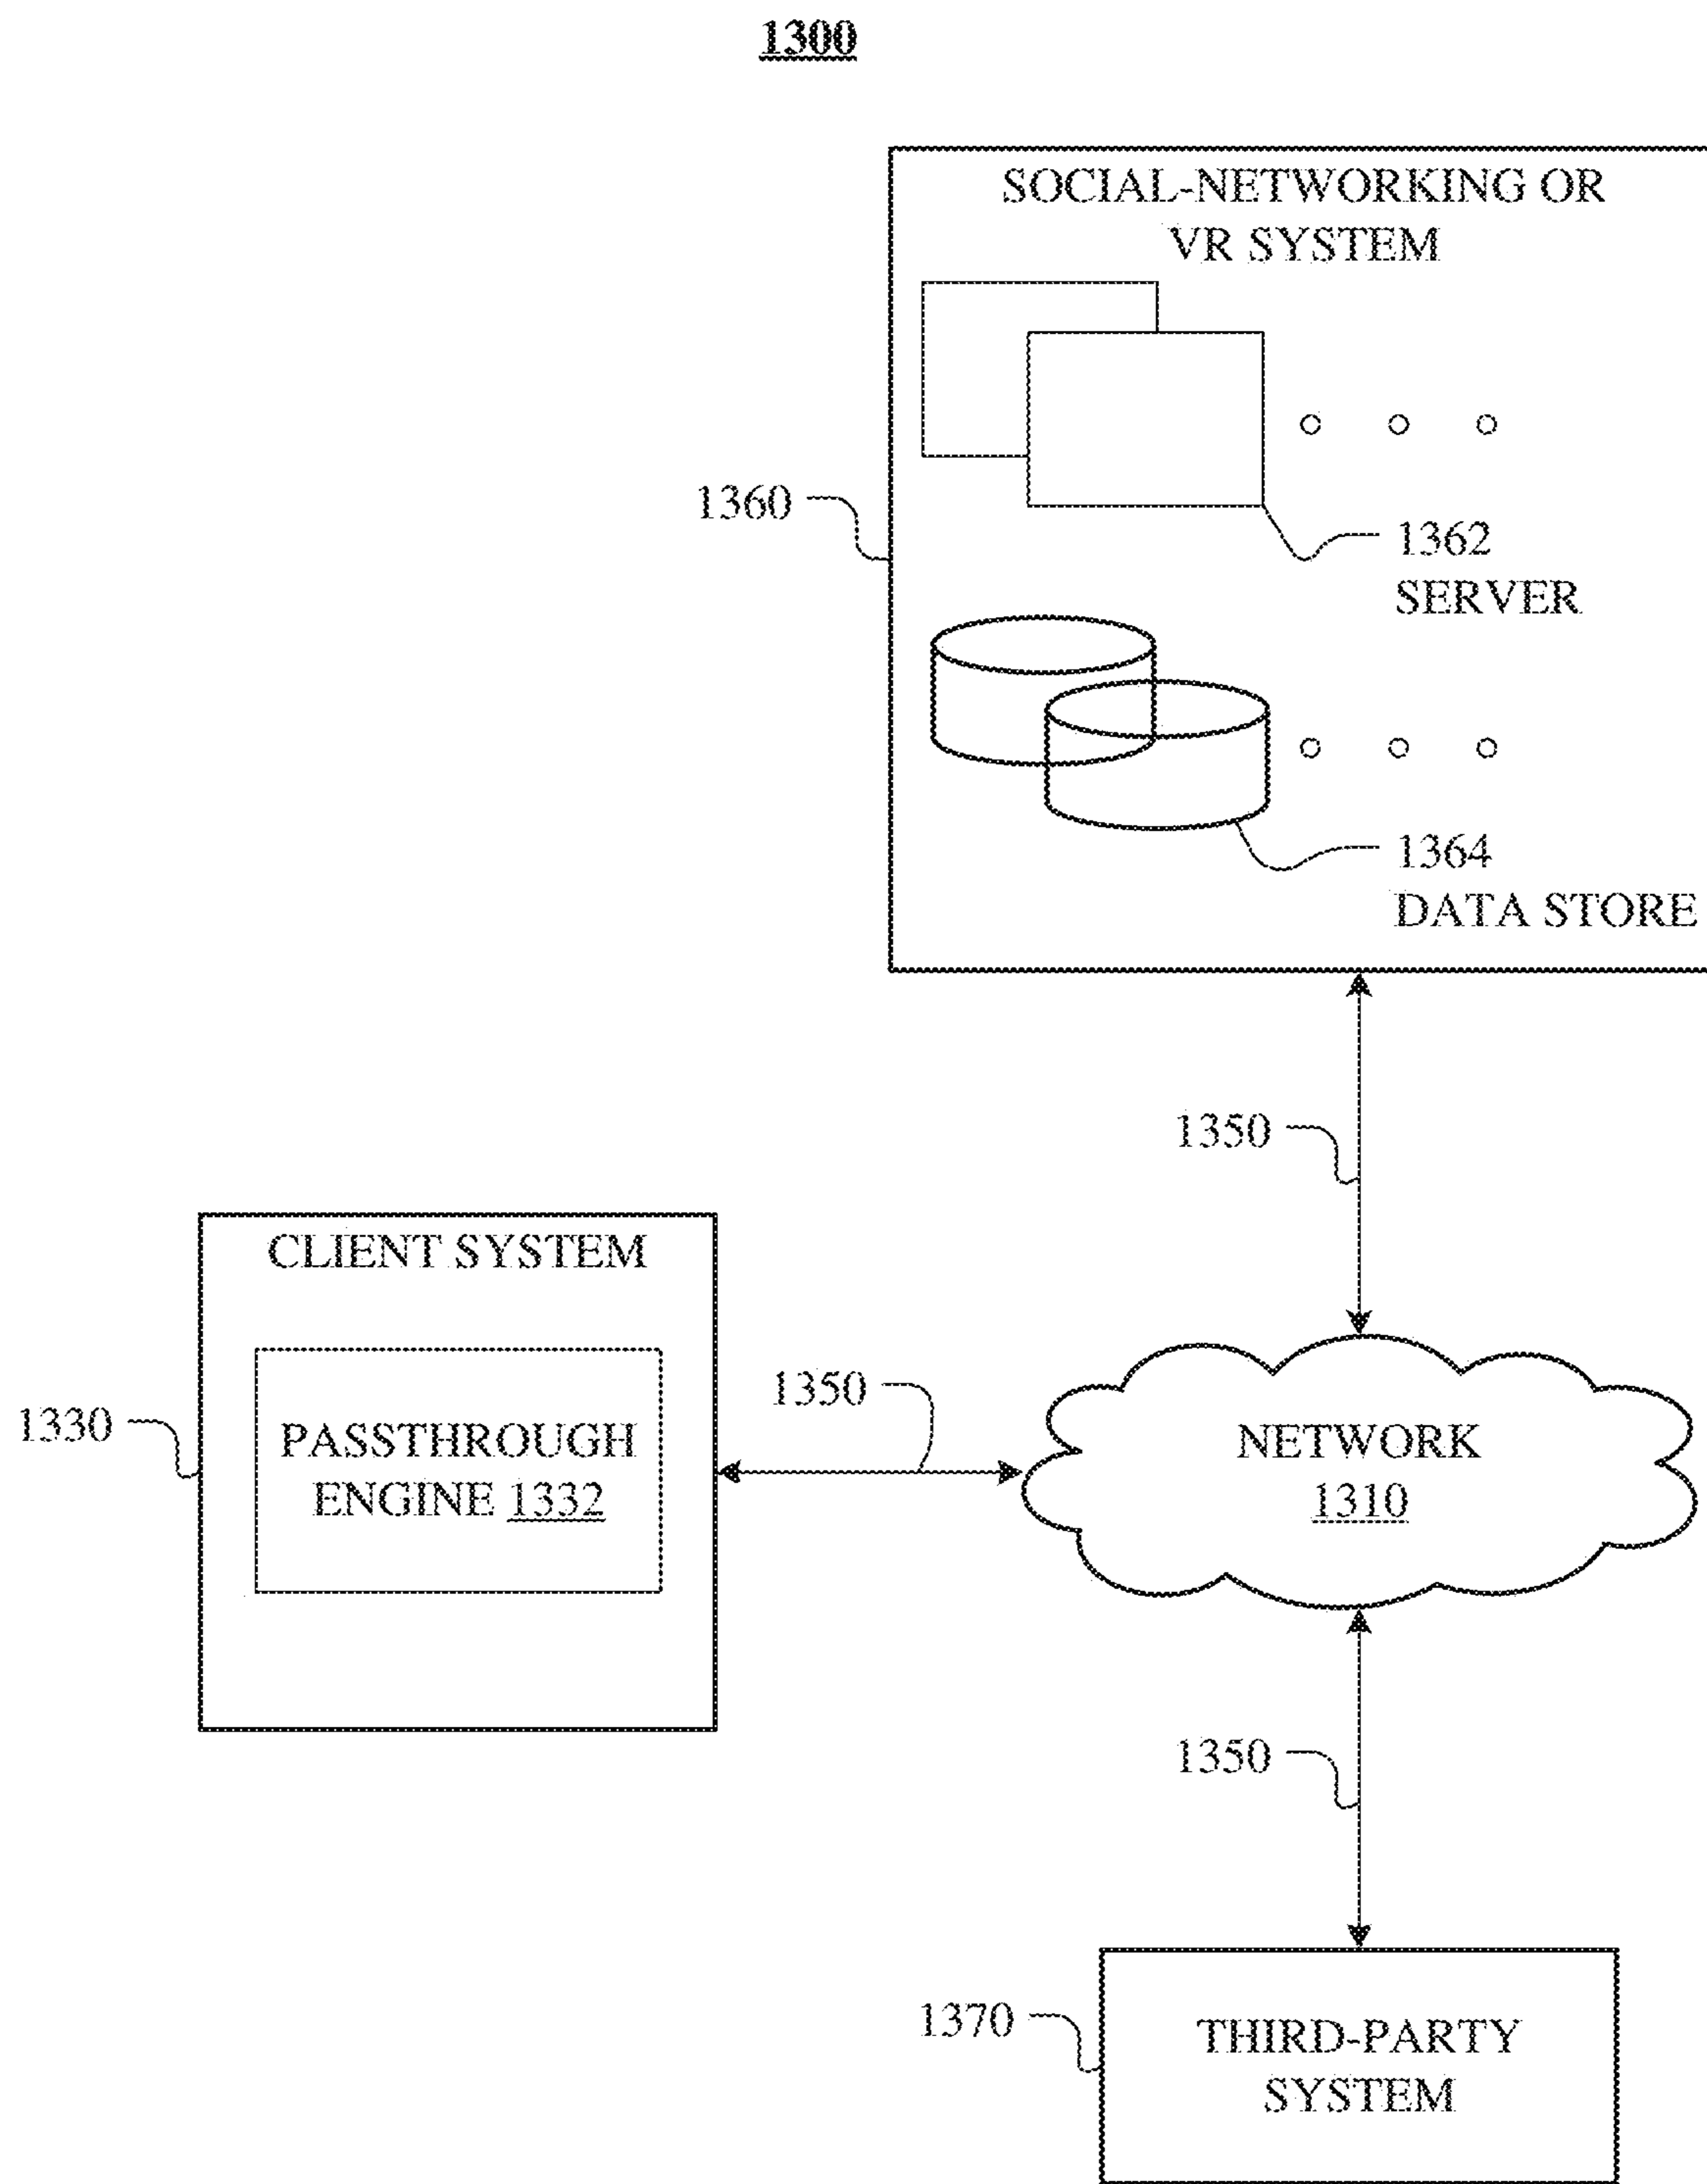 1300
SOCIAL-NETWORKING OR
VR SYSTEM
1360
1362
SERVER
1364
DATA STORE
1350
CLIENT SYSTEM
1330
PASSTHROUGH
ENGINE 1332
1350
NETWORK
1310
1350
1370
THIRD-PARTY
SYSTEM